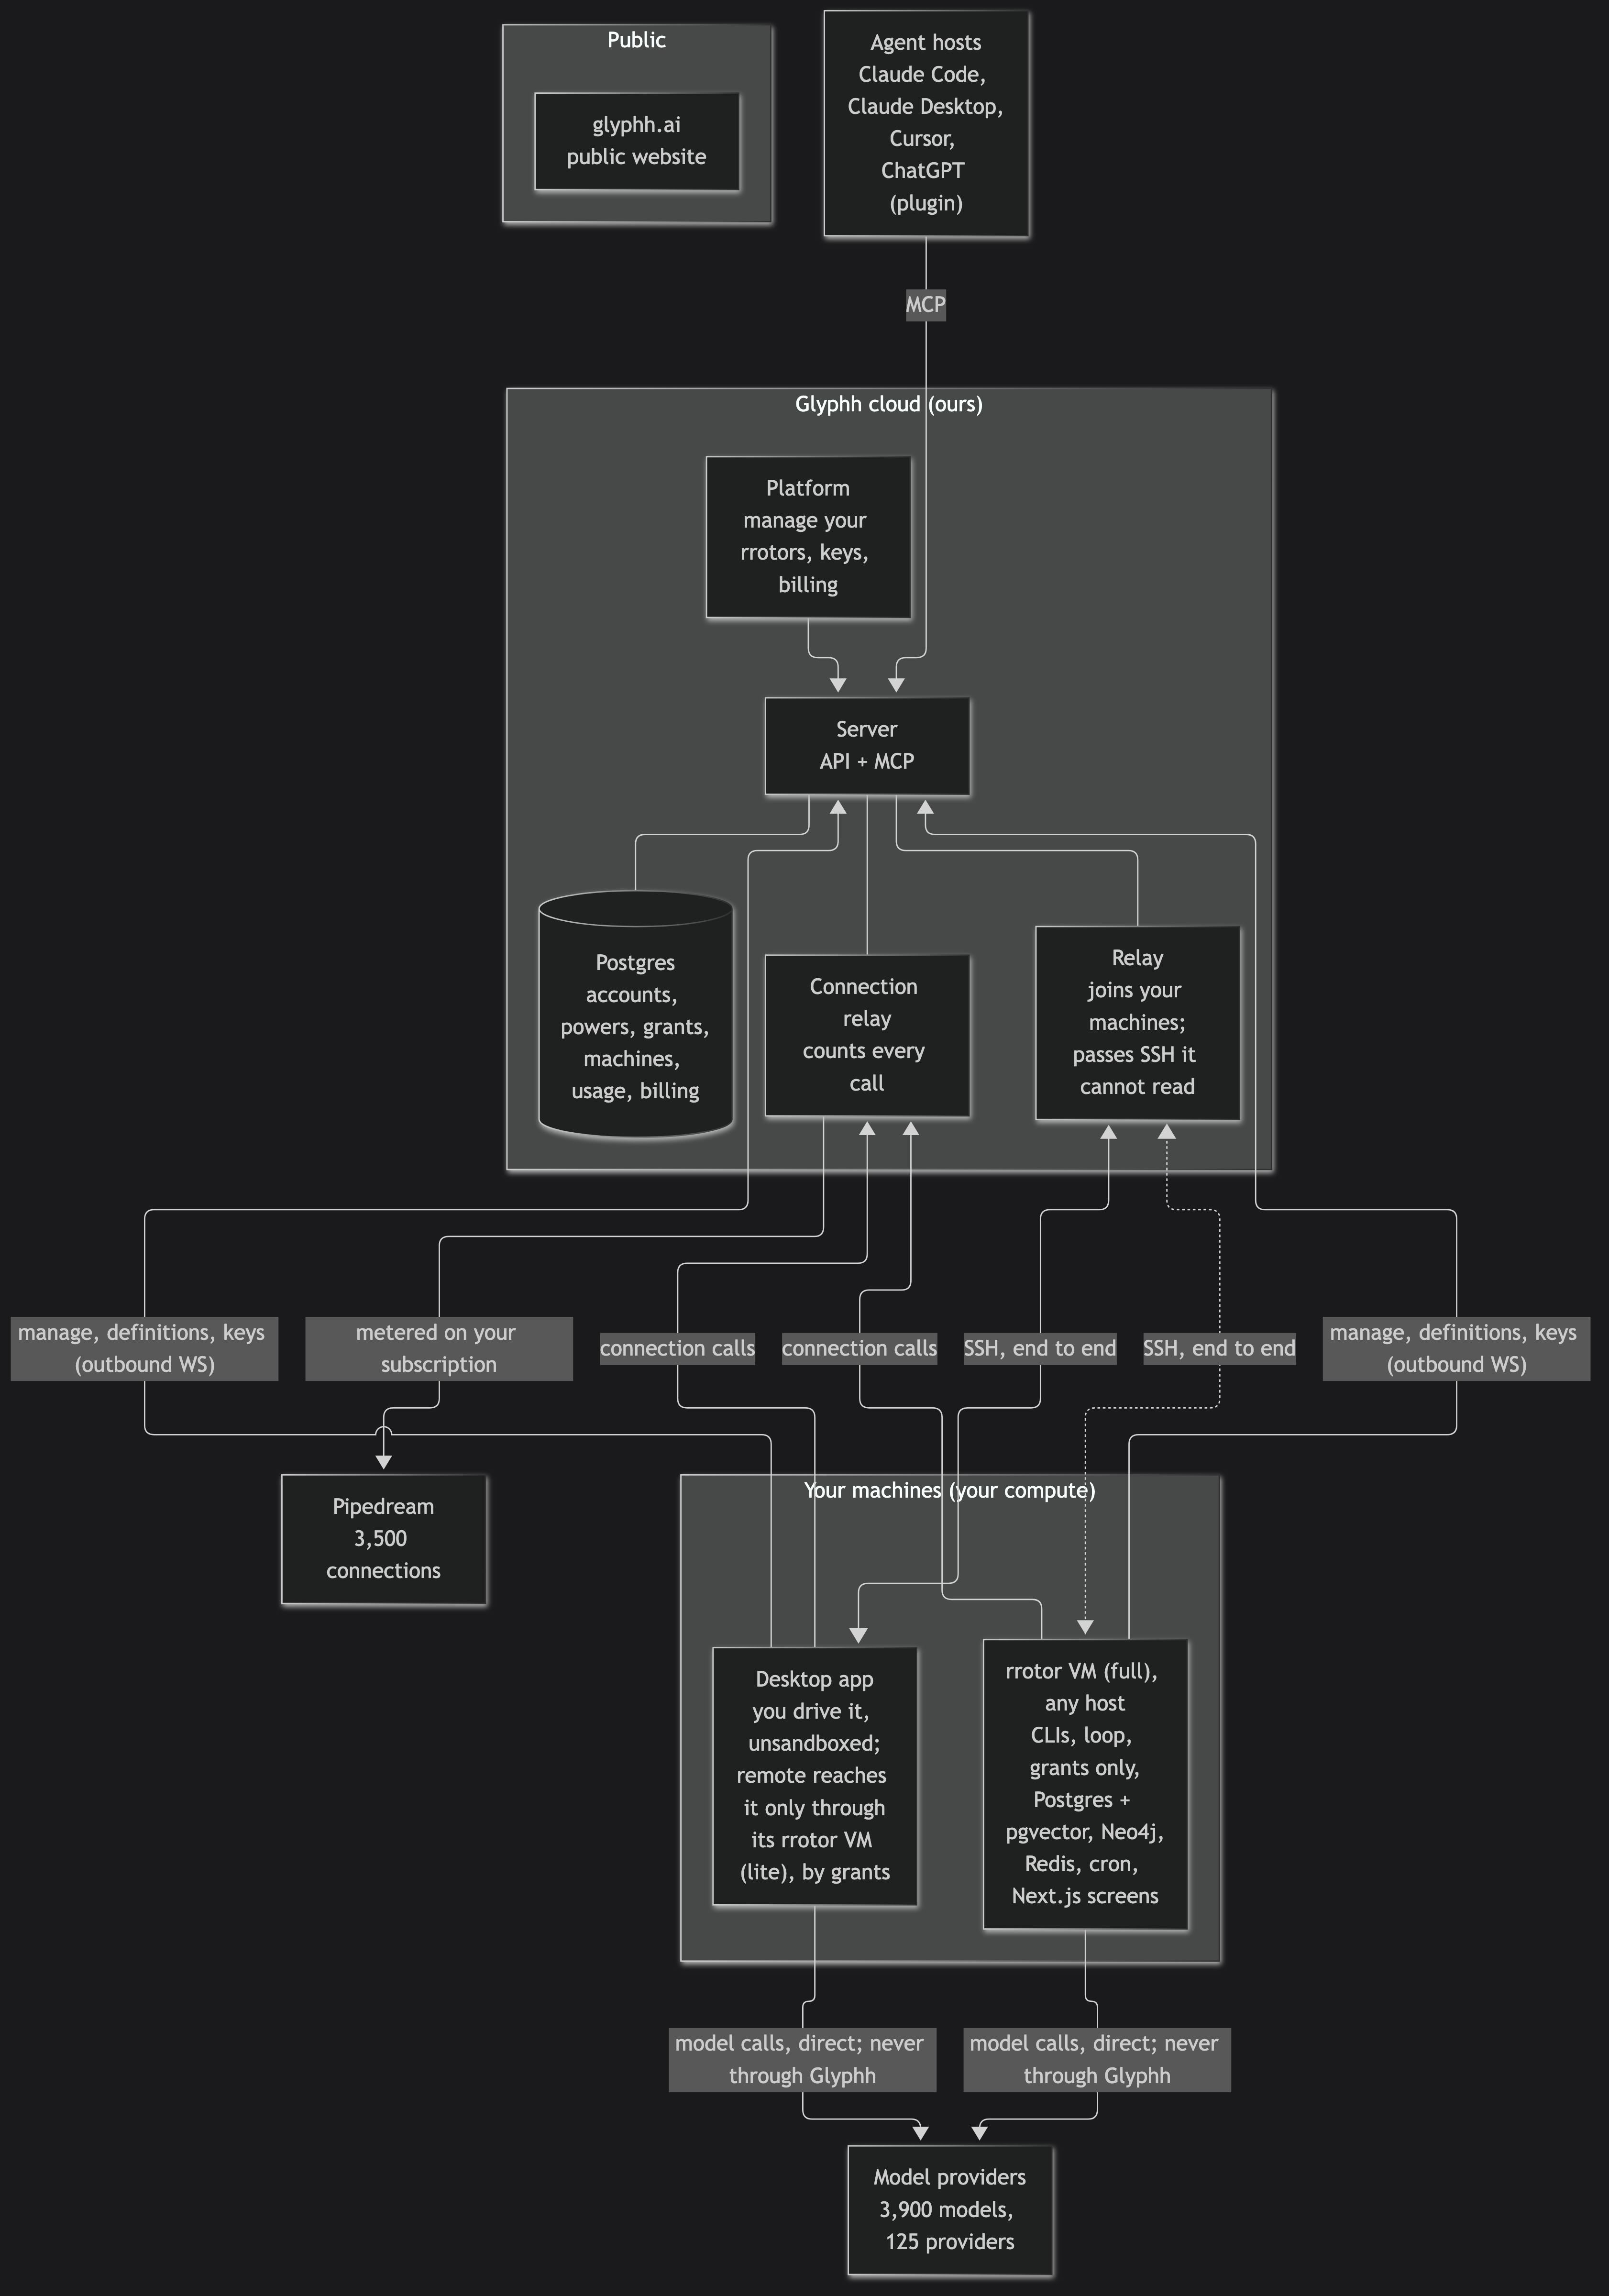 Public
glyphh.ai
public website
Agent hosts
Claude Code,
Claude Desktop,
Cursor,
ChatGPT
(plugin)
MCP
Glyphh cloud (ours)
Platform
manage your
rrotors, keys,
billing
Server
API + MCP
Postgres
accounts,
powers, grants,
machines,
usage, billing
Connection
relay
counts every
call
Relay
joins your
machines;
passes SSH it
cannot read
manage, definitions, keys
(outbound WS)
metered on your
subscription
connection calls
connection calls
SSH, end to end
SSH, end to end
manage, definitions, keys
(outbound WS)
Pipedream
3,500
connections
Your machines (your compute)
Desktop app
you drive it,
unsandboxed;
remote reaches
it only through
its rrotor VM
(lite), by grants
rrotor VM (full),
any host
CLIs, loop,
grants only,
Postgres +
pgvector, Neo4j,
Redis, cron,
Next.js screens
model calls, direct; never
through Glyphh
model calls, direct; never
through Glyphh
Model providers
3,900 models,
125 providers